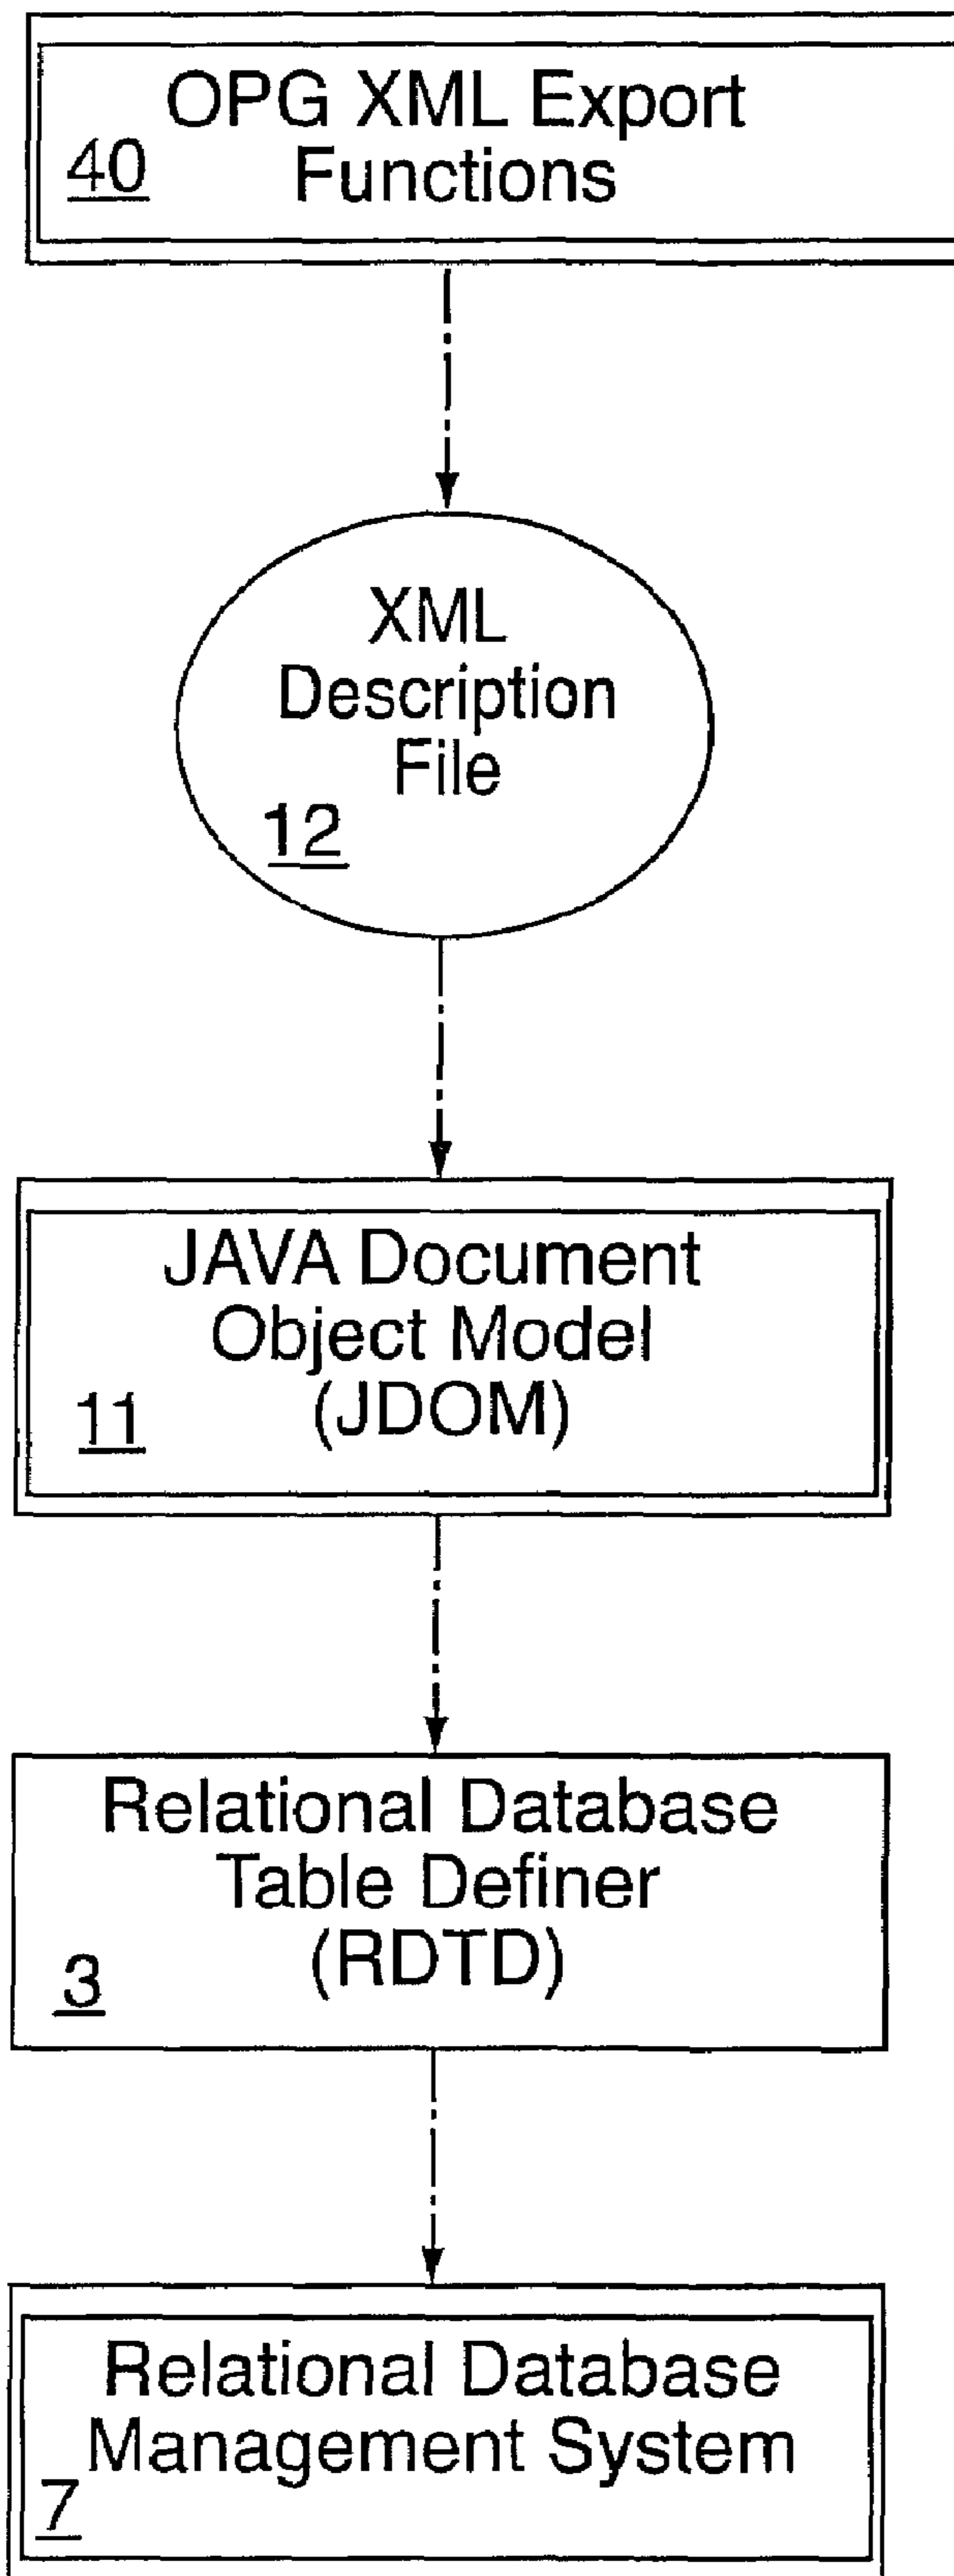 OPG XML Export
Functions
40
XML
Description
File
12
JAVA Document
Object Model
(JDOM)
11
Relational Database
Table Definer
(RDTD)
3
Relational Database
Management System
7